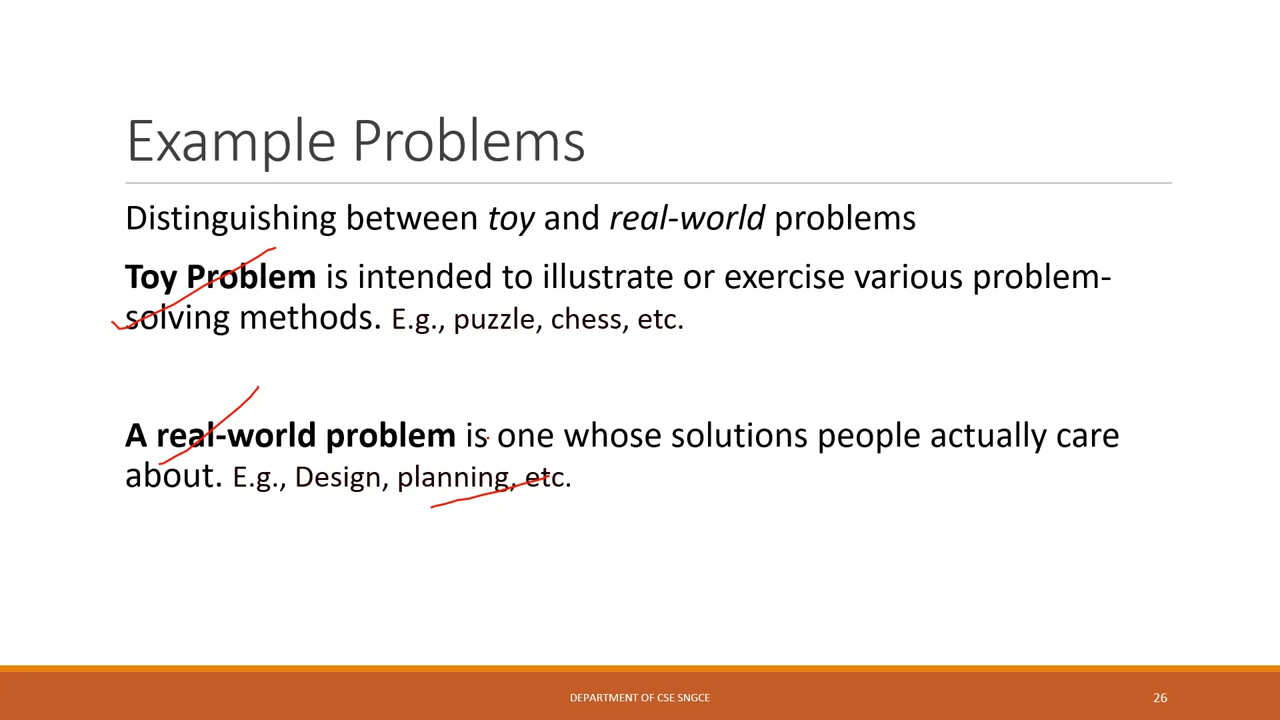 Example Problems
Distinguishing between toy and real-world problems
Toy Problem is intended to illustrate or exercise various problem-
solving methods. E.g., puzzle, chess, etc.
A real-world problem is one whose solutions people actually care
about. E.g., Design, planning, etc.
DEPARTMENT OF CSE SNGCE
26